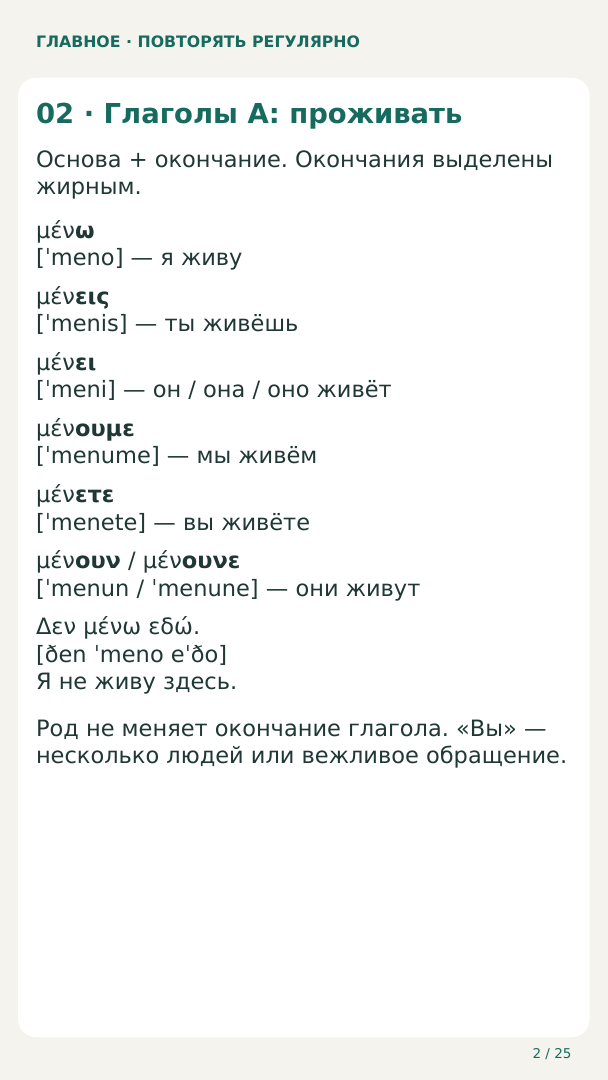 ГЛАВНОЕ · ПОВТОРЯТЬ РЕГУЛЯРНО
02 · Глаголы А: проживать
Основа + окончание. Окончания выделены
жирным.
μένω
[ˈmeno] — я живу
μένεις
[ˈmenis] — ты живёшь
μένει
[ˈmeni] — он / она / оно живёт
μένουμε
[ˈmenume] — мы живём
μένετε
[ˈmenete] — вы живёте
μένουν / μένουνε
[ˈmenun / ˈmenune] — они живут
Δεν μένω εδώ.
[ðen ˈmeno eˈðo]
Я не живу здесь.
Род не меняет окончание глагола. «Вы» —
несколько людей или вежливое обращение.
2 / 25